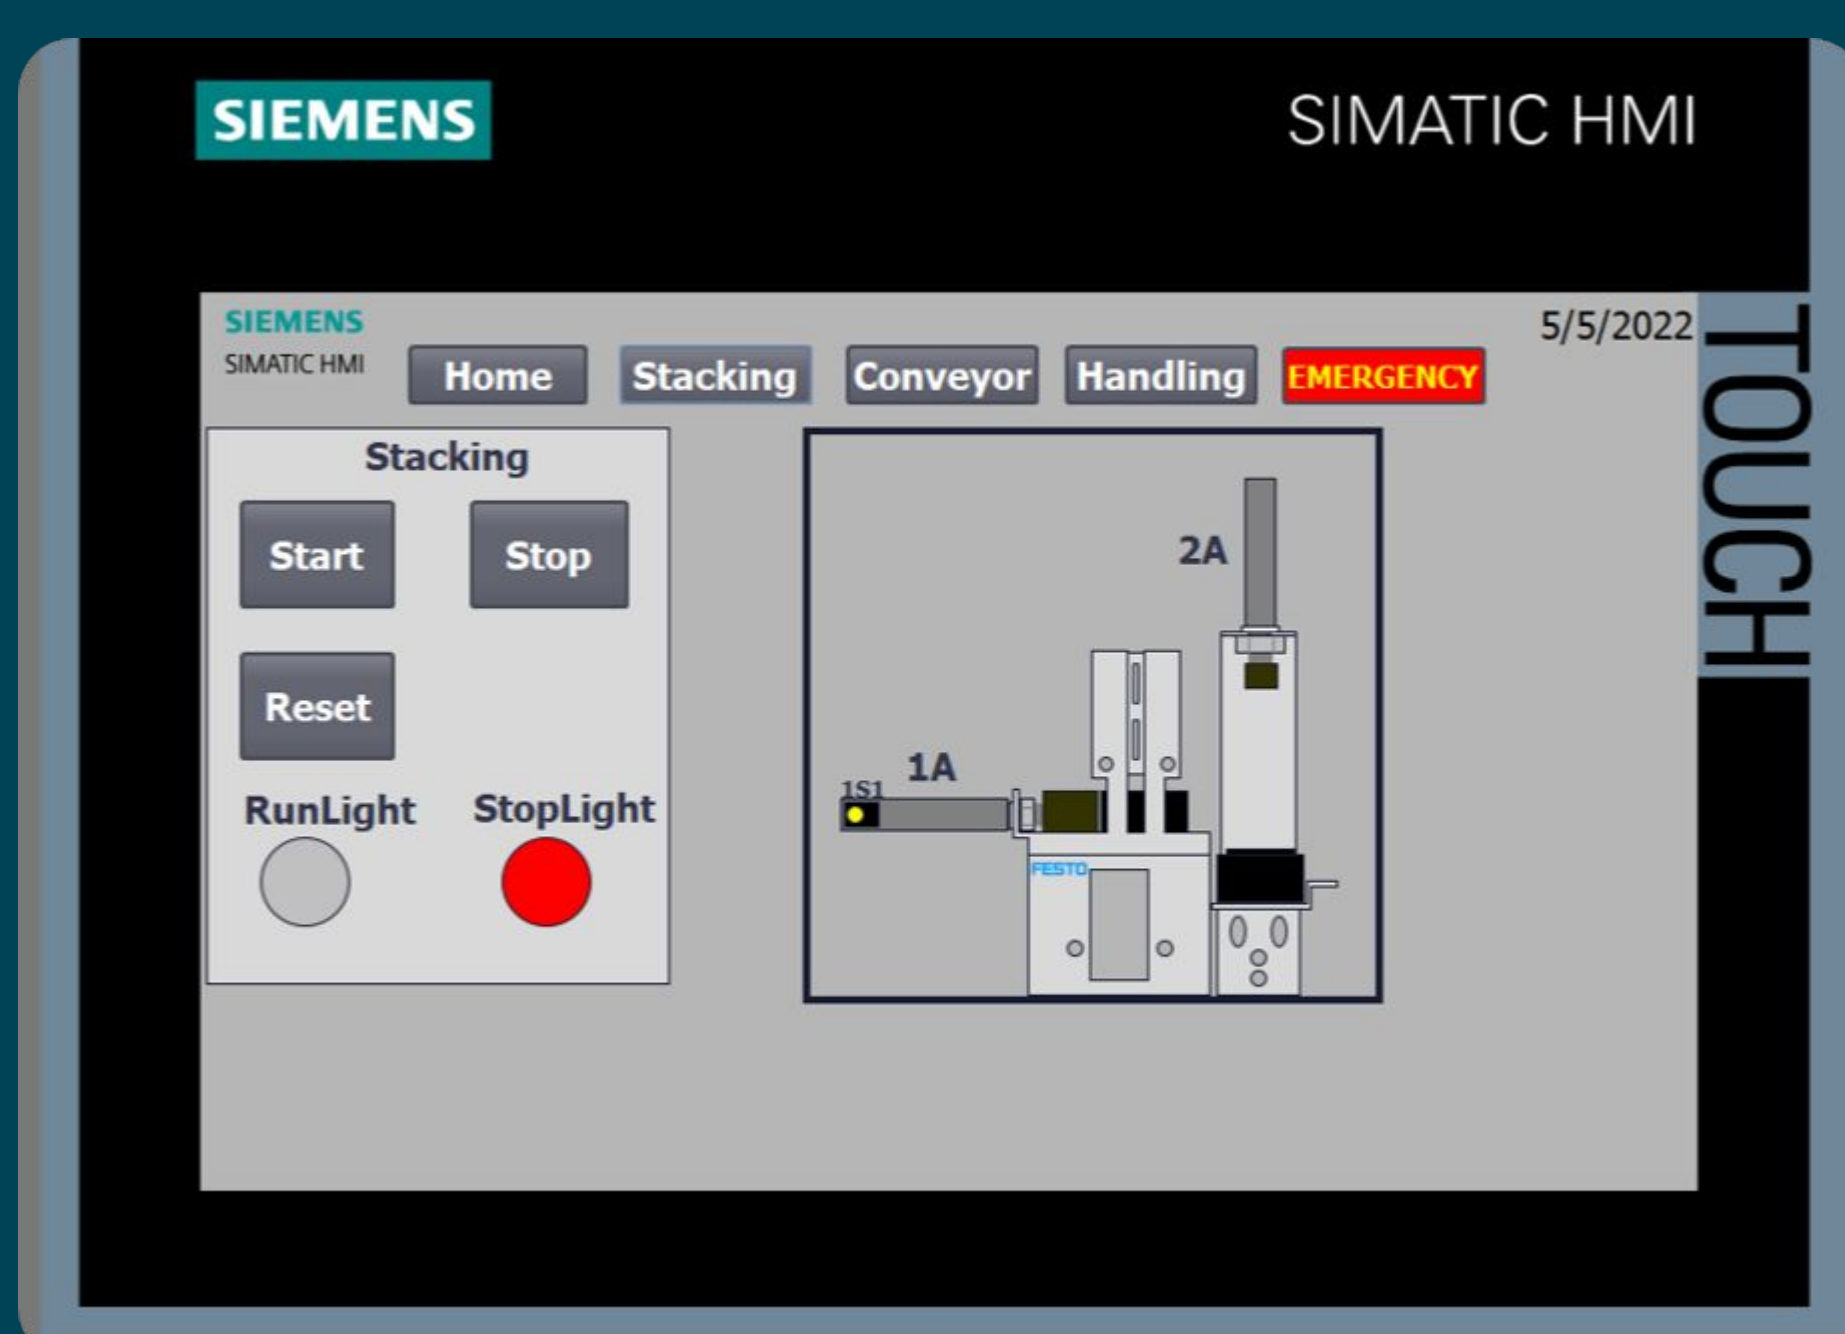 SIEMENS
SIMATIC HMI
TOUCH
SIEMENS
SIMATIC HMI
5/5/2022
Home
Stacking
Conveyor
Handling
EMERGENCY
Stacking
Start
Stop
Reset
RunLight
StopLight
2A
1A
1S1
FESTO